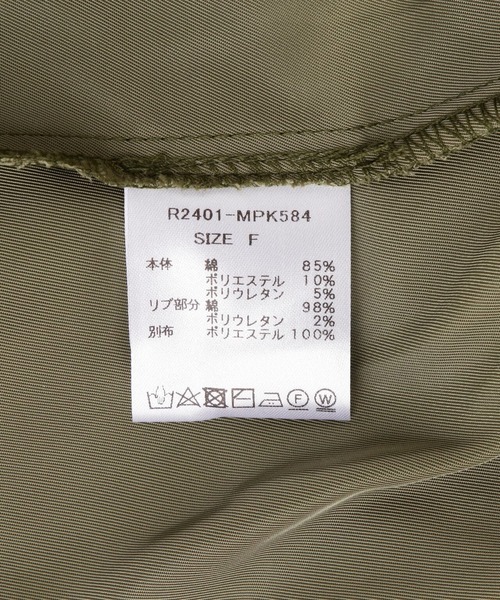 R2401-MPK584
SIZE F
本体 綿 85%
ポリエステル 10%
ポリウレタン 5%
リブ部分 綿 98%
ポリウレタン 2%
別布 ポリエステル 100%
F W